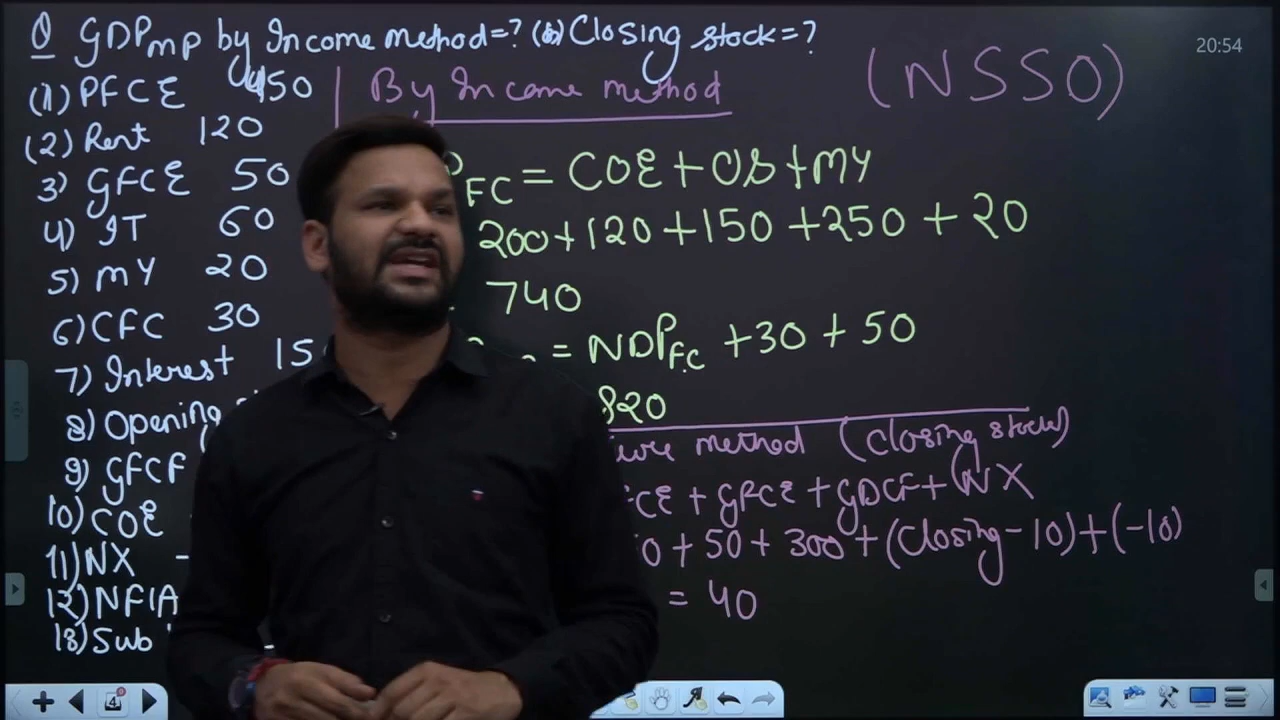 Q GDPMP by Income method=? (b) Closing stock=?
(1) PFCE 450
(2) Rent 120
3) GFCE 50
4) IT 60
5) MY 20
6) CFC 30
7) Interest 15
8) Opening
9) GFCF
10) COE
11) NX -
12) NFIA
13) Sub
By Income method
FC = COE + OS + MY
200 + 120 + 150 + 250 + 20
740
= NDPFC + 30 + 50
820
method (Closing stock)
CE + GFCE + GDCF + NX
0 + 50 + 300 + (Closing - 10) + (-10)
= 40
(NSSO)
20:54
4